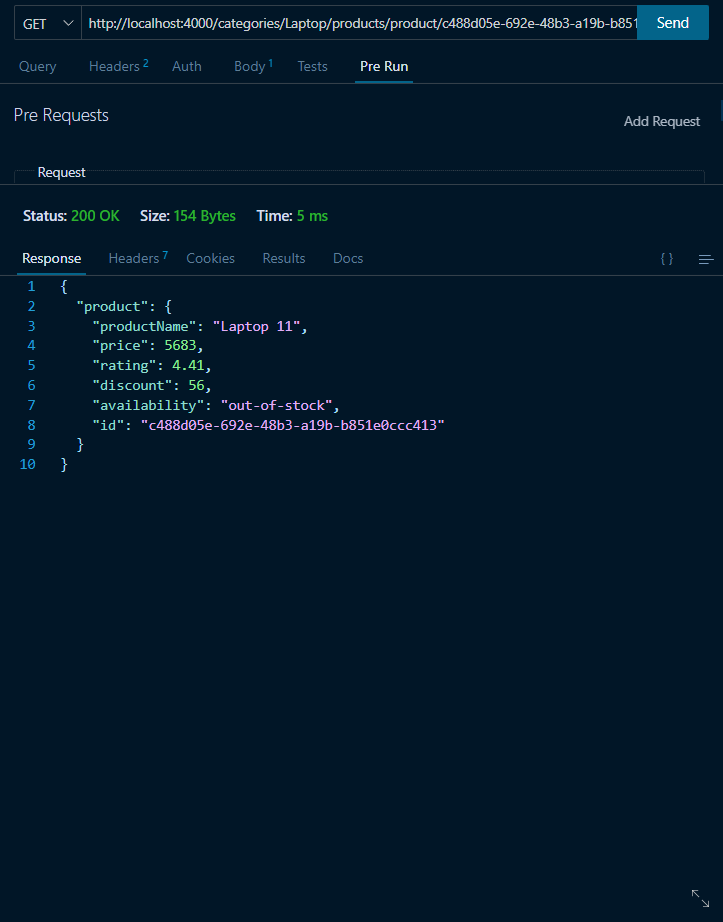 GET http://localhost:4000/categories/Laptop/products/product/c488d05e-692e-48b3-a19b-b851 Send
Query Headers 2 Auth Body 1 Tests Pre Run
Pre Requests
Add Request
Request
Status: 200 OK Size: 154 Bytes Time: 5 ms
Response Headers 7 Cookies Results Docs { }
1 {
2 "product": {
3 "productName": "Laptop 11",
4 "price": 5683,
5 "rating": 4.41,
6 "discount": 56,
7 "availability": "out-of-stock",
8 "id": "c488d05e-692e-48b3-a19b-b851e0ccc413"
9 }
10 }